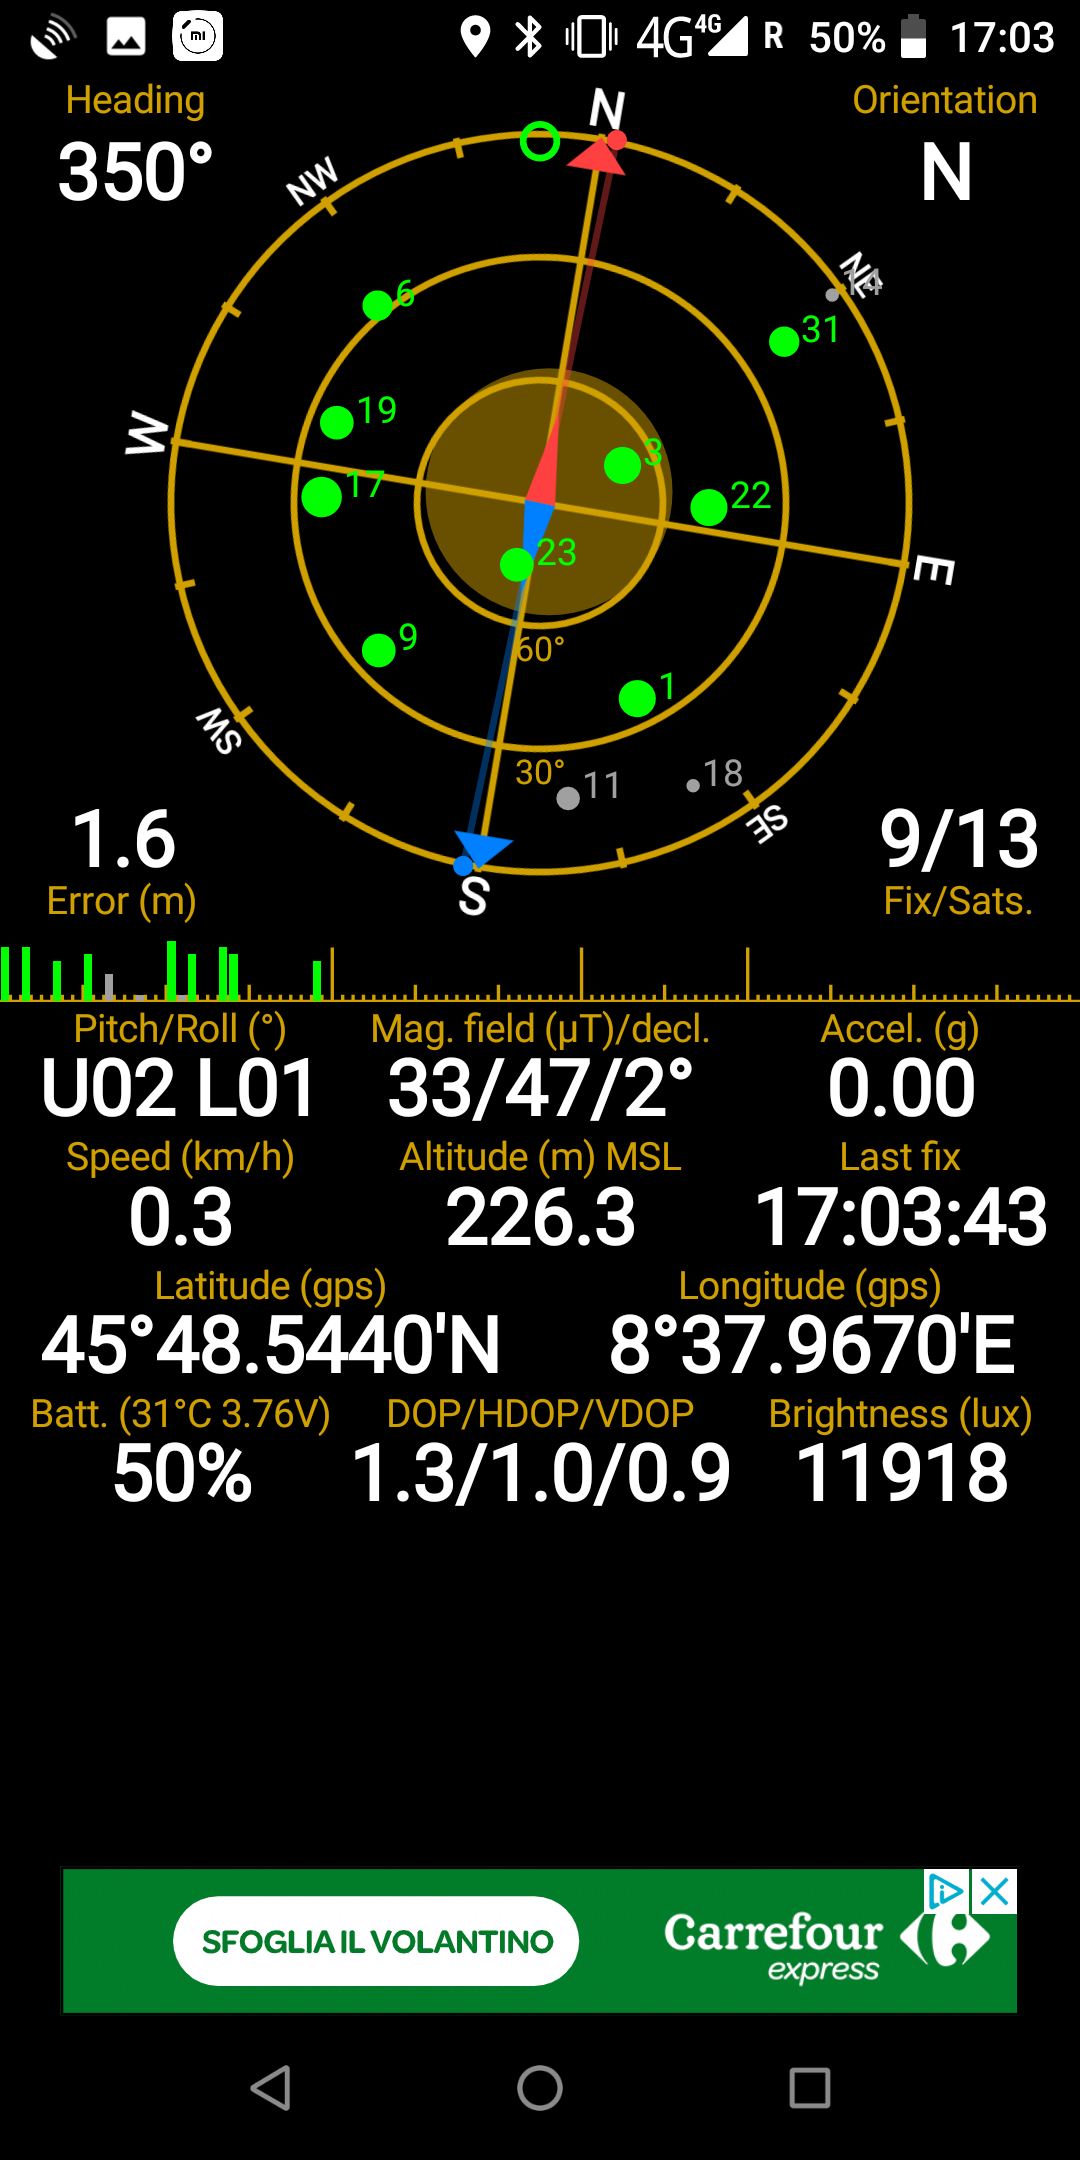 mi 4G 4G R 50% 17:03
Heading N Orientation
350° N
NW
6
14
31
19
W 3
17 22
23
E
9
60°
1
SW
30° 18
11
SE
1.6 9/13
Error (m) S Fix/Sats.
Pitch/Roll (°) Mag. field (µT)/decl. Accel. (g)
U02 L01 33/47/2° 0.00
Speed (km/h) Altitude (m) MSL Last fix
0.3 226.3 17:03:43
Latitude (gps) Longitude (gps)
45°48.5440'N 8°37.9670'E
Batt. (31°C 3.76V) DOP/HDOP/VDOP Brightness (lux)
50% 1.3/1.0/0.9 11918
SFOGLIA IL VOLANTINO Carrefour
express